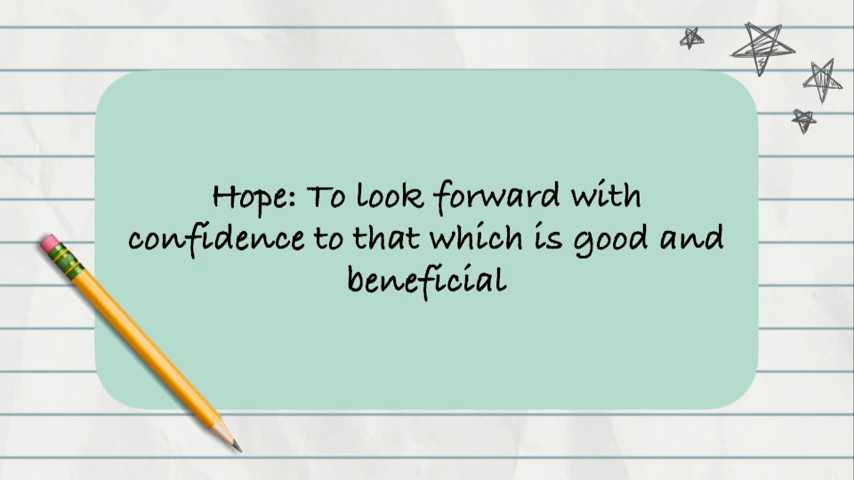 Hope: To look forward with
confidence to that which is good and
beneficial